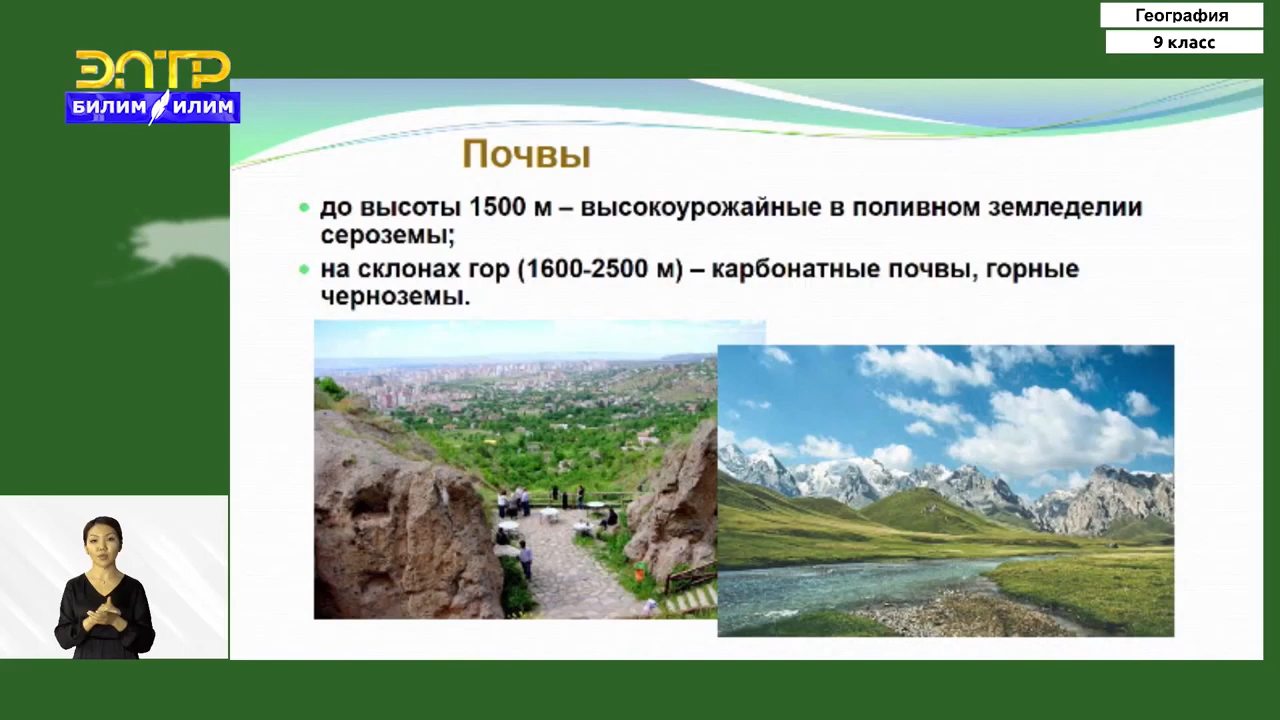 География
9 класс
ЭЛТР
БИЛИМ ИЛИМ
Почвы
• до высоты 1500 м – высокоурожайные в поливном земледелии
сероземы;
• на склонах гор (1600-2500 м) – карбонатные почвы, горные
черноземы.